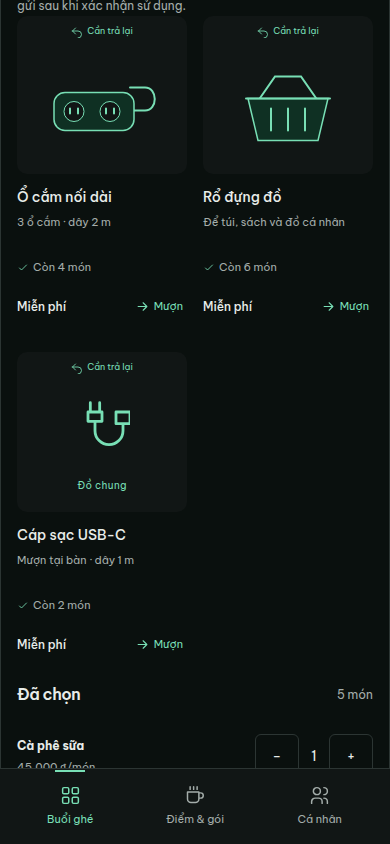 gửi sau khi xác nhận sử dụng.
Cần trả lại
Cần trả lại
Ổ cắm nối dài
Rổ đựng đồ
3 ổ cắm · dây 2 m
Để túi, sách và đồ cá nhân
Còn 4 món
Còn 6 món
Miễn phí
Mượn
Miễn phí
Mượn
Cần trả lại
Đồ chung
Cáp sạc USB-C
Mượn tại bàn · dây 1 m
Còn 2 món
Miễn phí
Mượn
Đã chọn
5 món
Cà phê sữa
45.000 ₫/món
−
1
+
Buổi ghé
Điểm & gói
Cá nhân